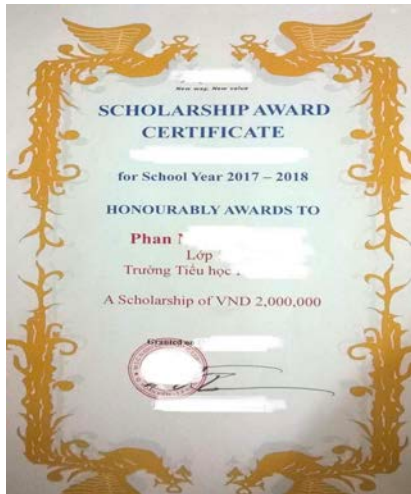 New way, New value
SCHOLARSHIP AWARD
CERTIFICATE
for School Year 2017 – 2018
HONOURABLY AWARDS TO
Phan
Lớp
Trường Tiểu học
A Scholarship of VND 2,000,000
Granted